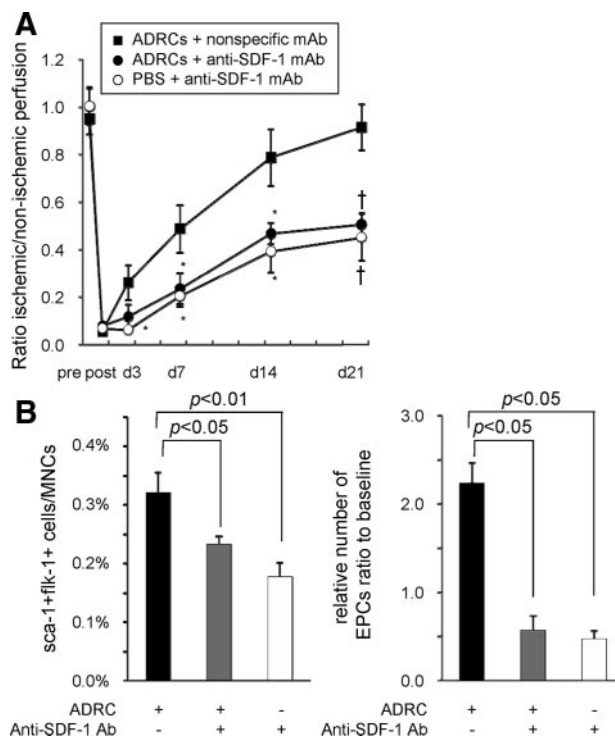 A
ADRCs + nonspecific mAb
ADRCs + anti-SDF-1 mAb
PBS + anti-SDF-1 mAb
Ratio ischemic/non-ischemic perfusion
1.0
0.8
0.6
0.4
0.2
0.0
* * * * * † †
pre post d3 d7 d14 d21
B
sca-1+flk-1+ cells/MNCs
0.4%
0.3%
0.2%
0.1%
0.0%
p<0.01
p<0.05
ADRC + + -
Anti-SDF-1 Ab - + +
relative number of
EPCs ratio to baseline
3.0
2.0
1.0
0.5
0.0
p<0.05
p<0.05
ADRC + + -
Anti-SDF-1 Ab - + +